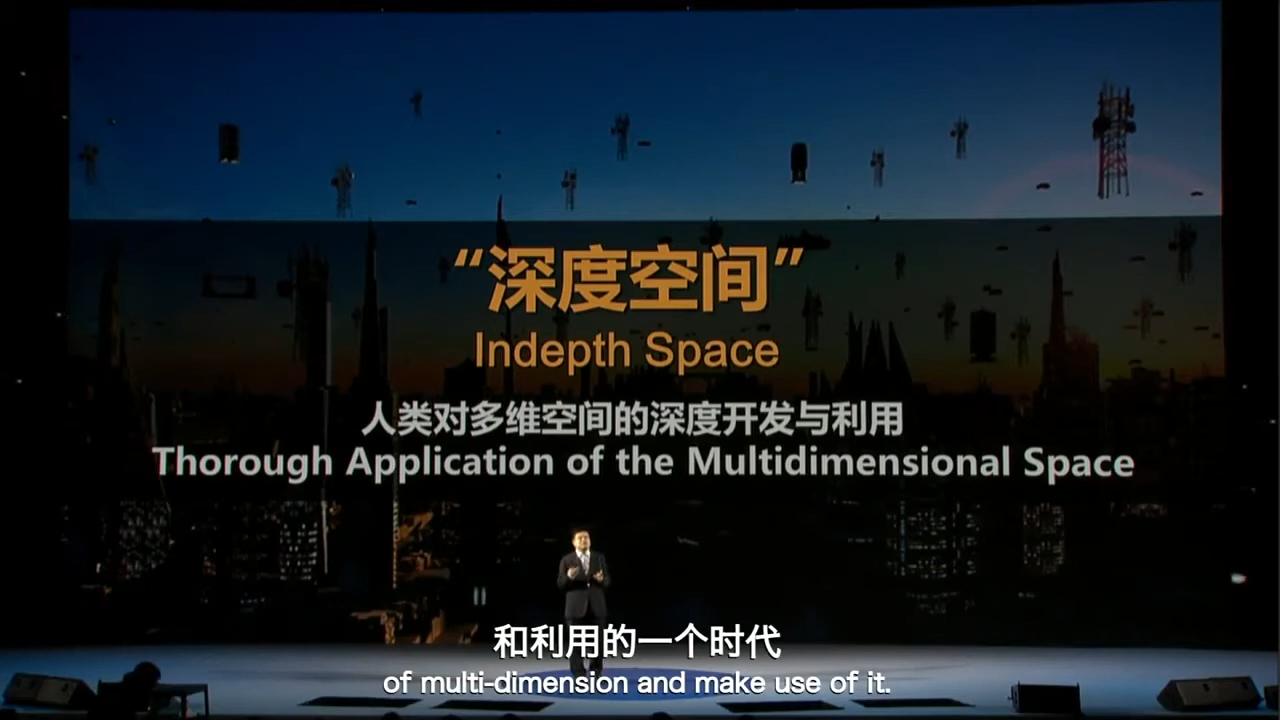 “深度空间”
Indepth Space
人类对多维空间的深度开发与利用
Thorough Application of the Multidimensional Space
和利用的一个时代
of multi-dimension and make use of it.